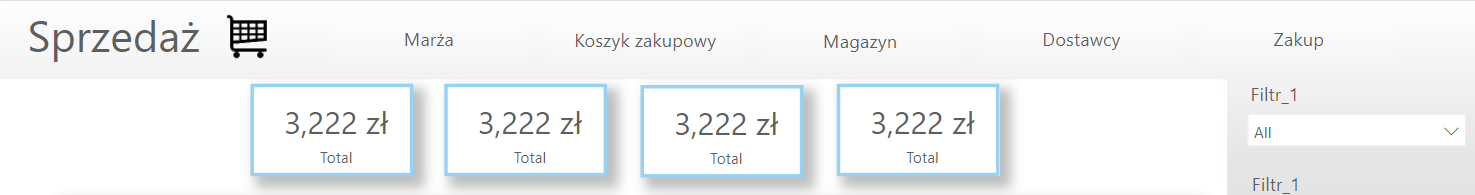 Sprzedaż
Marża
Koszyk zakupowy
Magazyn
Dostawcy
Zakup
3,222 zł
Total
3,222 zł
Total
3,222 zł
Total
3,222 zł
Total
Filtr_1
All
Filtr_1